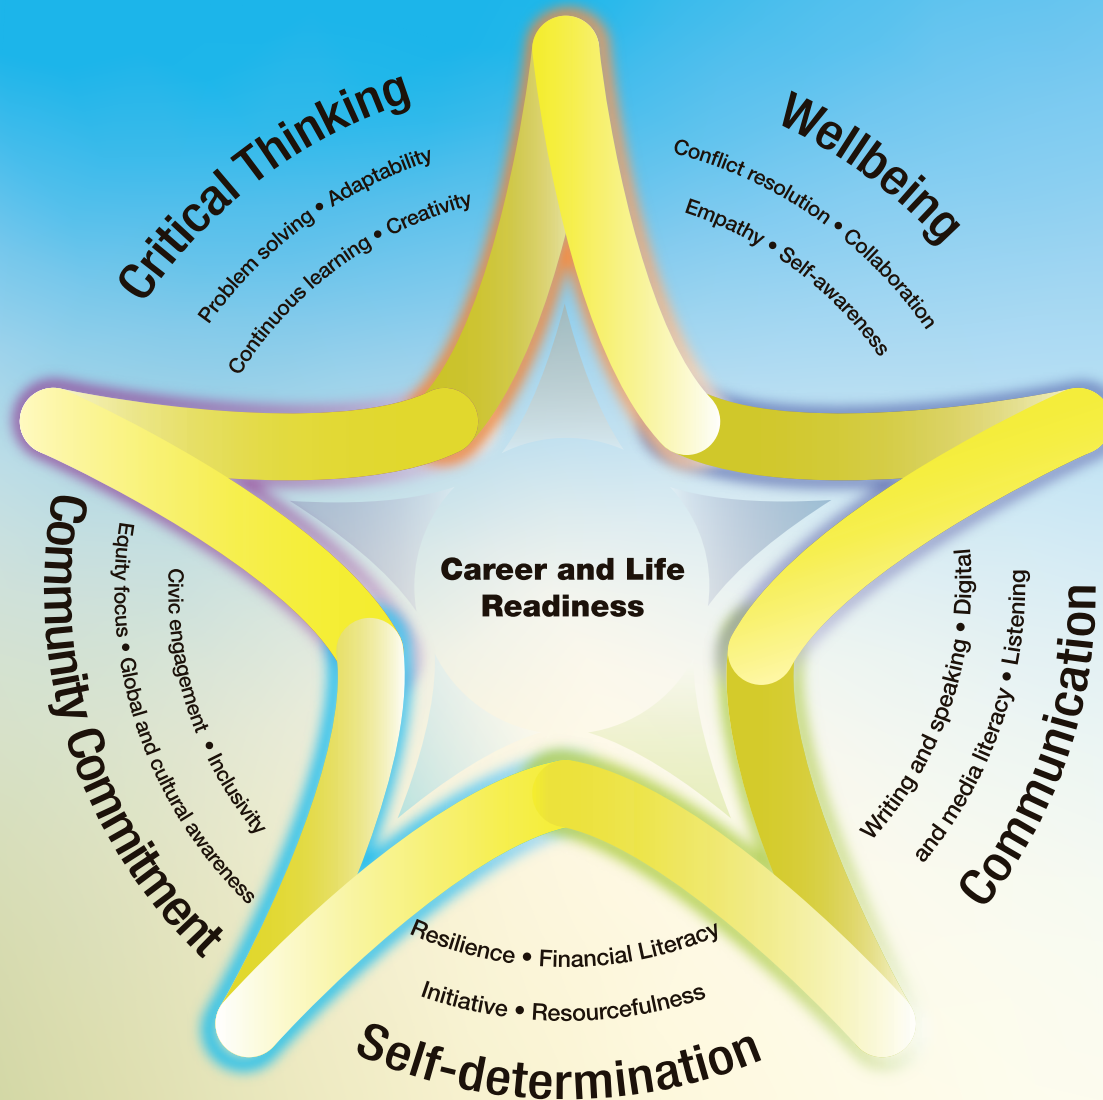 Critical Thinking
Problem solving • Adaptability
Continuous learning • Creativity
Wellbeing
Conflict resolution • Collaboration
Empathy • Self-awareness
Career and Life
Readiness
Community Commitment
Equity focus • Global and cultural awareness
Civic engagement • Inclusivity
Writing and speaking • Digital
and media literacy • Listening
Communication
Resilience • Financial Literacy
Initiative • Resourcefulness
Self-determination